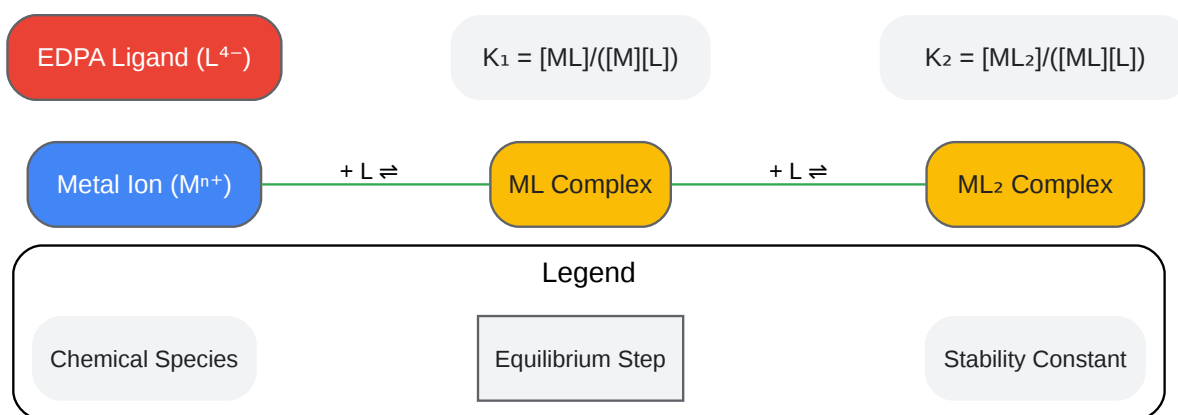 EDPA Ligand (L⁴⁻)
K₁ = [ML]/([M][L])
K₂ = [ML₂]/([ML][L])
Metal Ion (Mⁿ⁺)
+ L ⇌
ML Complex
+ L ⇌
ML₂ Complex
Legend
Chemical Species
Equilibrium Step
Stability Constant